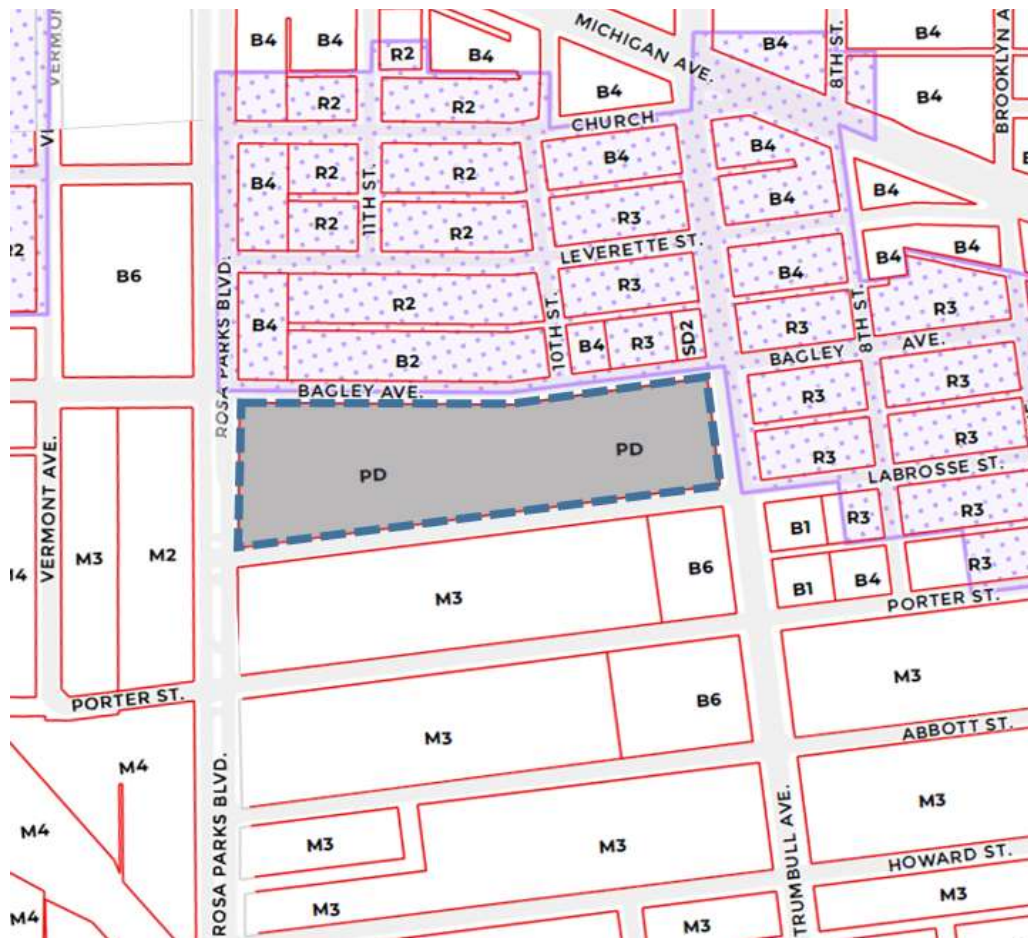 VERMONT
MICHIGAN AVE.
8TH ST.
B4
B4
R2
B4
B4
B4
BROOKLYN A
B4
B4
R2
R2
CHURCH
B4
B4
B4
R2
R2
B4
B4
11TH ST.
R2
R2
R3
B4
LEVERETTE ST.
B4
B4
R3
B6
ROSA PARKS BLVD.
R3
B4
R2
B4
10TH ST.
8TH ST.
R3
R3
B2
B4
R3
SD2
BAGLEY AVE.
BAGLEY AVE.
R3
R3
PD
PD
R3
R3
LABROSSE ST.
VERMONT AVE.
M3
M2
B1
R3
R3
B6
M3
B1
B4
R3
PORTER ST.
PORTER ST.
M3
B6
M3
ABBOTT ST.
M4
M4
ROSA PARKS BLVD.
TRUMBULL AVE.
M3
M3
M3
HOWARD ST.
M3
M3
M4
M3